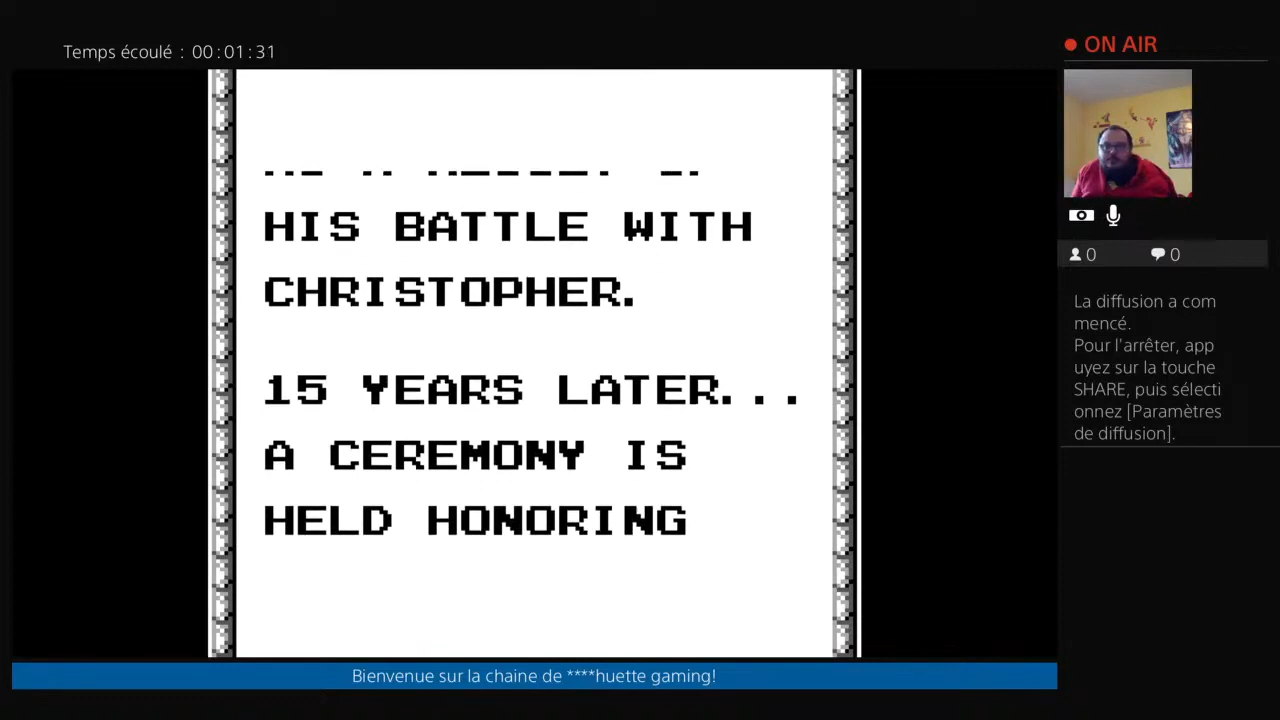 Temps écoulé : 00:01:31
ON AIR
HIS BATTLE WITH
CHRISTOPHER.
15 YEARS LATER...
A CEREMONY IS
HELD HONORING
0
0
La diffusion a com
mencé.
Pour l'arrêter, app
uyez sur la touche
SHARE, puis sélecti
onnez [Paramètres
de diffusion].
Bienvenue sur la chaine de ****huette gaming!